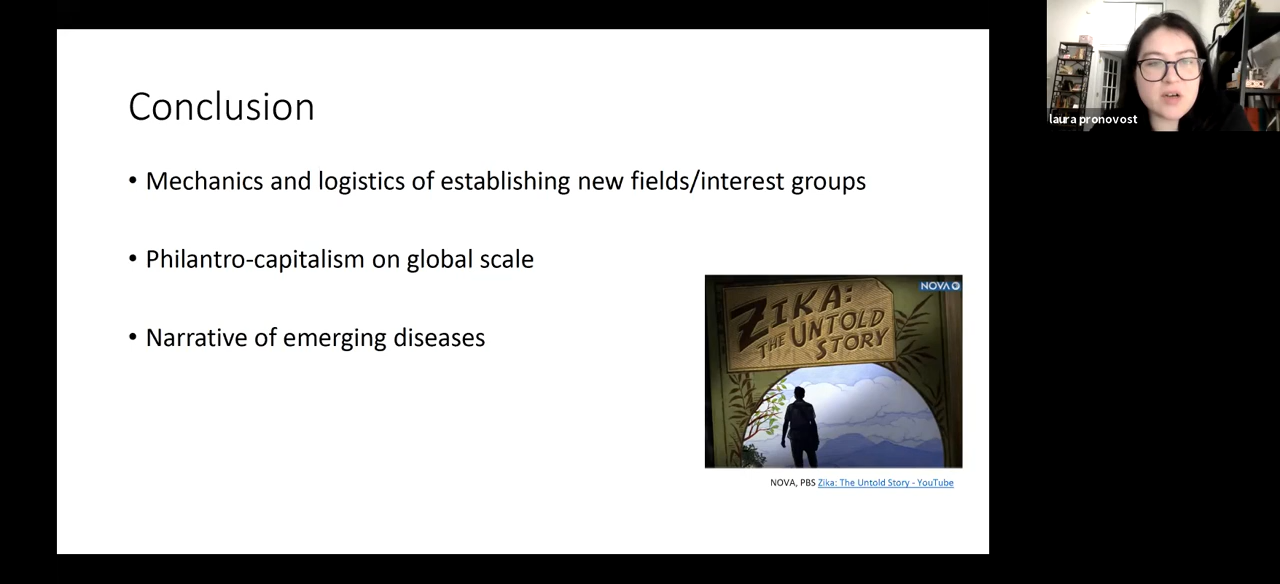 Conclusion
• Mechanics and logistics of establishing new fields/interest groups
• Philantro-capitalism on global scale
• Narrative of emerging diseases
NOVA
ZIKA:
THE UNTOLD
STORY
NOVA, PBS Zika: The Untold Story - YouTube
laura pronovost